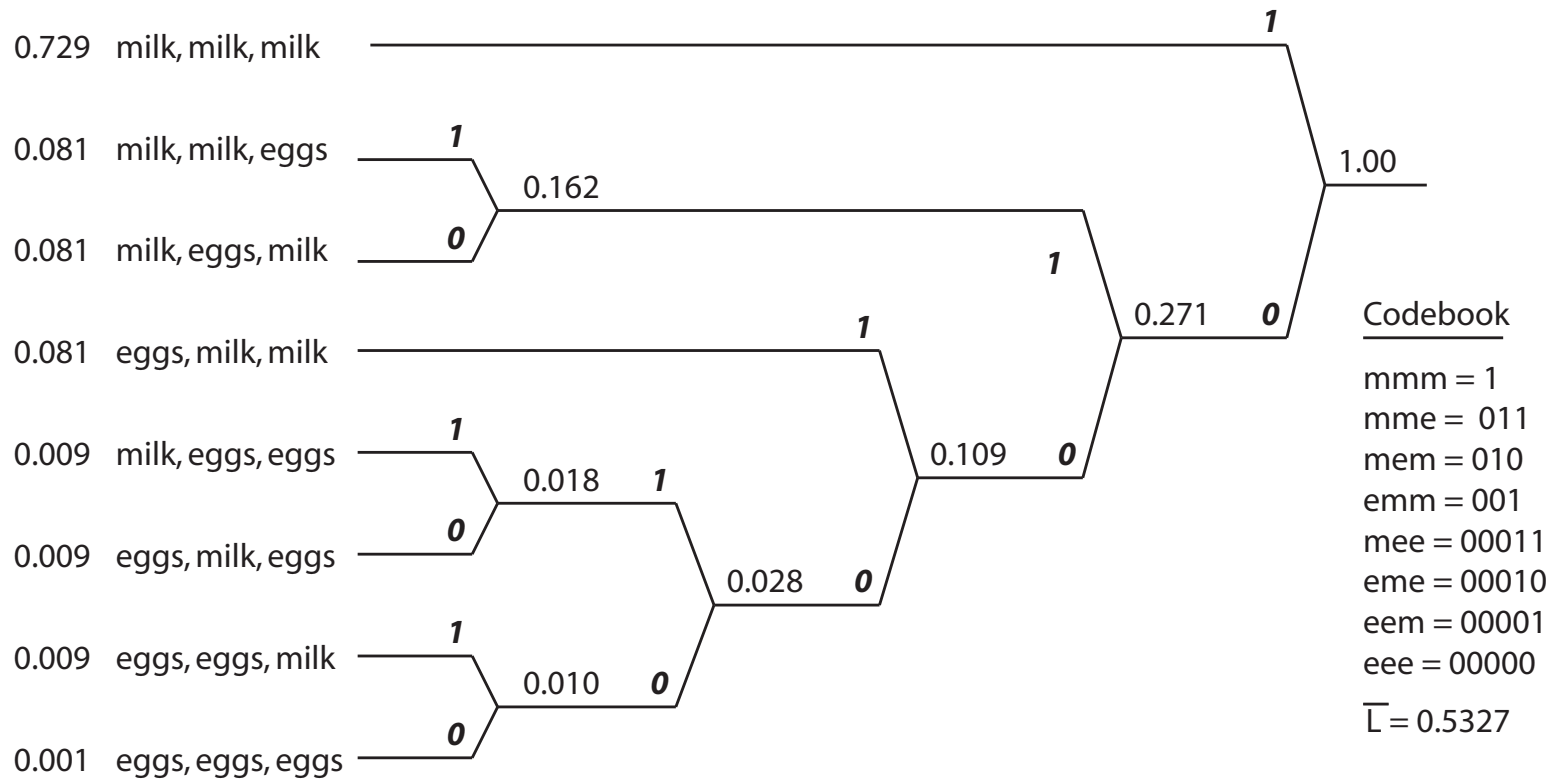 1
0.729 milk, milk, milk
1
0.081 milk, milk, eggs
1.00
0.162
0
0.081 milk, eggs, milk
1
0.271 0
1
0.081 eggs, milk, milk
1
0.009 milk, eggs, eggs
0.109 0
0.018 1
0
0.009 eggs, milk, eggs
0.028 0
1
0.009 eggs, eggs, milk
0.010 0
0
0.001 eggs, eggs, eggs
Codebook
mmm = 1
mme = 011
mem = 010
emm = 001
mee = 00011
eme = 00010
eem = 00001
eee = 00000
L̅ = 0.5327